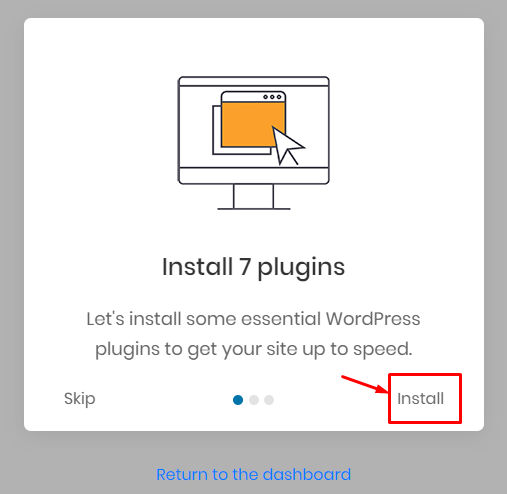 Install 7 plugins
Let's install some essential WordPress
plugins to get your site up to speed.
Skip
Install
Return to the dashboard